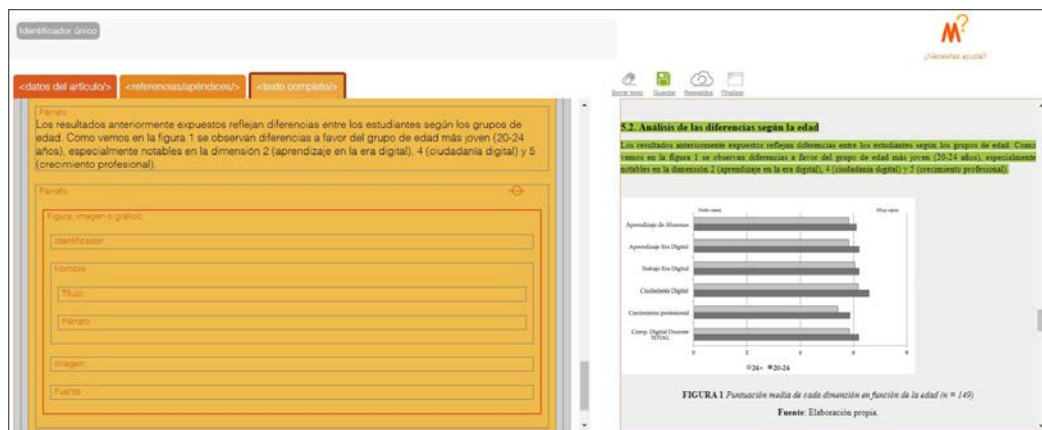 Identificador único
M?
¿Necesitas ayuda?
<datos del artículo/>
<referencias/apéndices/>
<texto completo/>
Borrar texto
Guardar
Respaldos
Finalizar
Párrafo
Los resultados anteriormente expuestos reflejan diferencias entre los estudiantes según los grupos de
edad. Como vemos en la figura 1 se observan diferencias a favor del grupo de edad más joven (20-24
años), especialmente notables en la dimensión 2 (aprendizaje en la era digital), 4 (ciudadanía digital) y 5
(crecimiento profesional).
Párrafo
Figura, imagen o gráfico
Identificador
Nombre
Título
Párrafo
Imagen
Fuente
5.2. Análisis de las diferencias según la edad
Los resultados anteriormente expuestos reflejan diferencias entre los estudiantes según los grupos de edad. Como
vemos en la figura 1 se observan diferencias a favor del grupo de edad más joven (20-24 años), especialmente
notables en la dimensión 2 (aprendizaje en la era digital), 4 (ciudadanía digital) y 5 (crecimiento profesional).
Nada capaz
Muy capaz
Aprendizaje de Alumnos
Aprendizaje Era Digital
Trabajo Era Digital
Ciudadanía Digital
Crecimiento profesional
Comp. Digital Docente
TOTAL
0 2 4 6 8
24+ 20-24
FIGURA 1 Puntuación media de cada dimensión en función de la edad (n = 149)
Fuente: Elaboración propia.